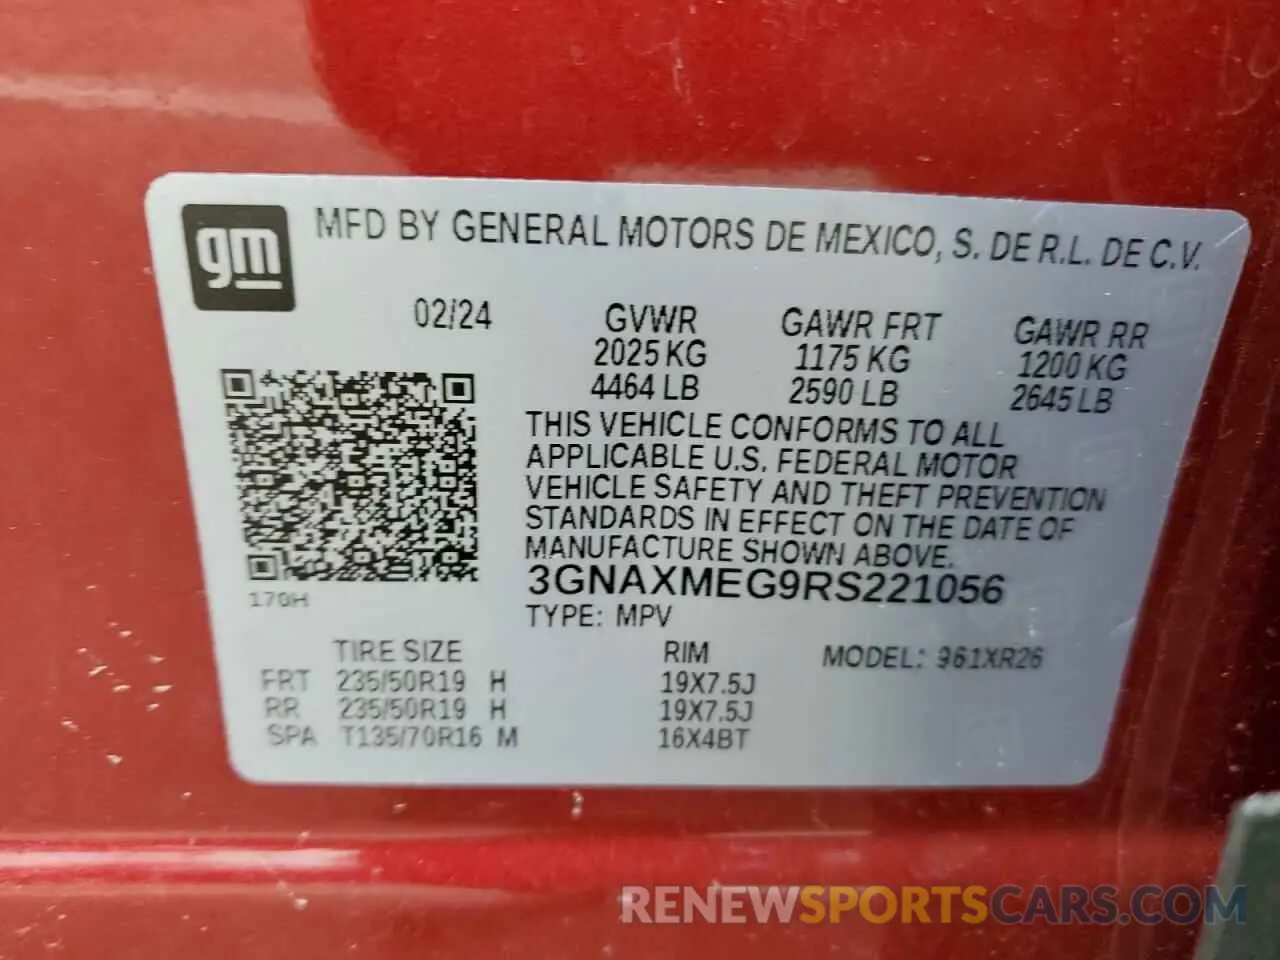 gm MFD BY GENERAL MOTORS DE MEXICO, S. DE R.L. DE C.V.
02/24 GVWR GAWR FRT GAWR RR
2025 KG 1175 KG 1200 KG
4464 LB 2590 LB 2645 LB
THIS VEHICLE CONFORMS TO ALL
APPLICABLE U.S. FEDERAL MOTOR
VEHICLE SAFETY AND THEFT PREVENTION
STANDARDS IN EFFECT ON THE DATE OF
MANUFACTURE SHOWN ABOVE.
3GNAXMEG9RS221056
170H
TYPE: MPV
TIRE SIZE RIM MODEL: 961XR26
FRT 235/50R19 H 19X7.5J
RR 235/50R19 H 19X7.5J
SPA T135/70R16 M 16X4BT
RENEWSPORTSCARS.COM